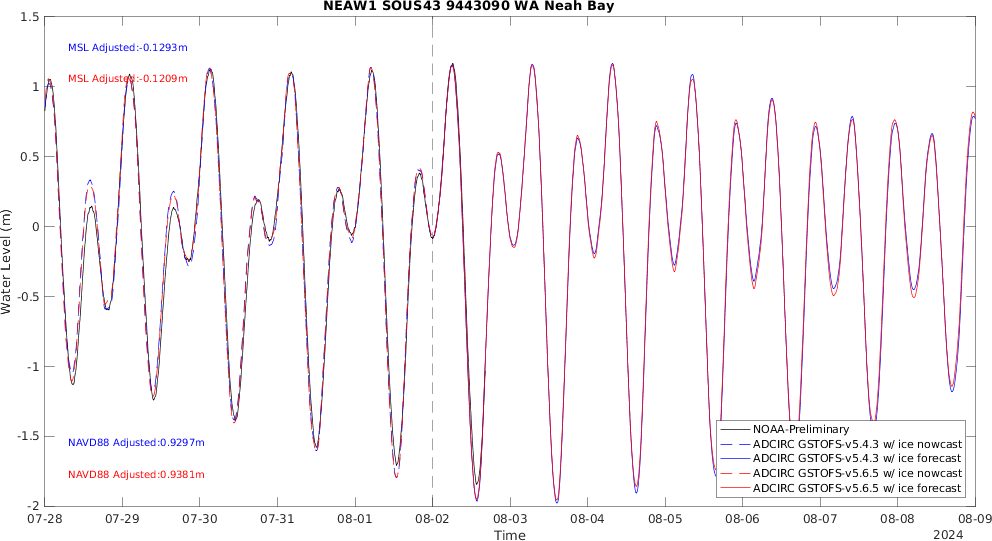 NEAW1 SOUS43 9443090 WA Neah Bay
MSL Adjusted:-0.1293m
MSL Adjusted:-0.1209m
NAVD88 Adjusted:0.9297m
NAVD88 Adjusted:0.9381m
Water Level (m)
1.5
1
0.5
0
-0.5
-1
-1.5
-2
NOAA-Preliminary
ADCIRC GSTOFS-v5.4.3 w/ ice nowcast
ADCIRC GSTOFS-v5.4.3 w/ ice forecast
ADCIRC GSTOFS-v5.6.5 w/ ice nowcast
ADCIRC GSTOFS-v5.6.5 w/ ice forecast
07-28 07-29 07-30 07-31 08-01 08-02 08-03 08-04 08-05 08-06 08-07 08-08 08-09
Time
2024